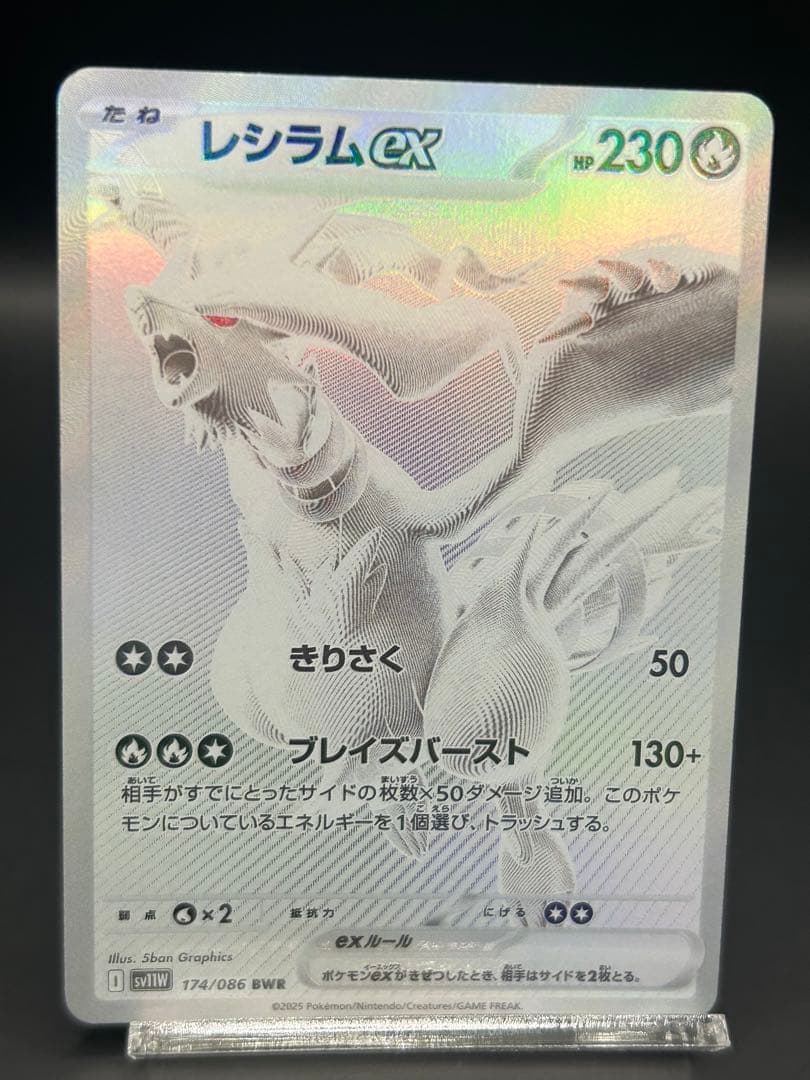 たね
レシラムex
HP 230
きりさく 50
ブレイズバースト 130+
相手がすでにとったサイドの枚数×50ダメージ追加。このポケ
モンについているエネルギーを1個選び、トラッシュする。
弱点 ×2 抵抗力 にげる
Illus. 5ban Graphics
exルール
ポケモンexがきぜつしたとき、相手はサイドを2枚とる。
I SV11W 174/086 BWR
©2025 Pokémon/Nintendo/Creatures/GAME FREAK.